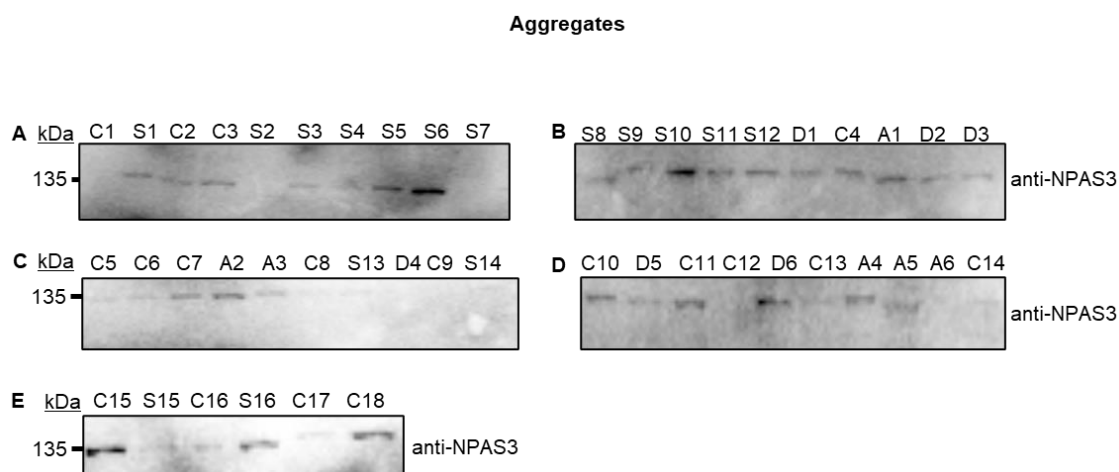 Aggregates
A kDa C1 S1 C2 C3 S2 S3 S4 S5 S6 S7
135
B S8 S9 S10 S11 S12 D1 C4 A1 D2 D3
anti-NPAS3
C kDa C5 C6 C7 A2 A3 C8 S13 D4 C9 S14
135
D C10 D5 C11 C12 D6 C13 A4 A5 A6 C14
anti-NPAS3
E kDa C15 S15 C16 S16 C17 C18
135
anti-NPAS3